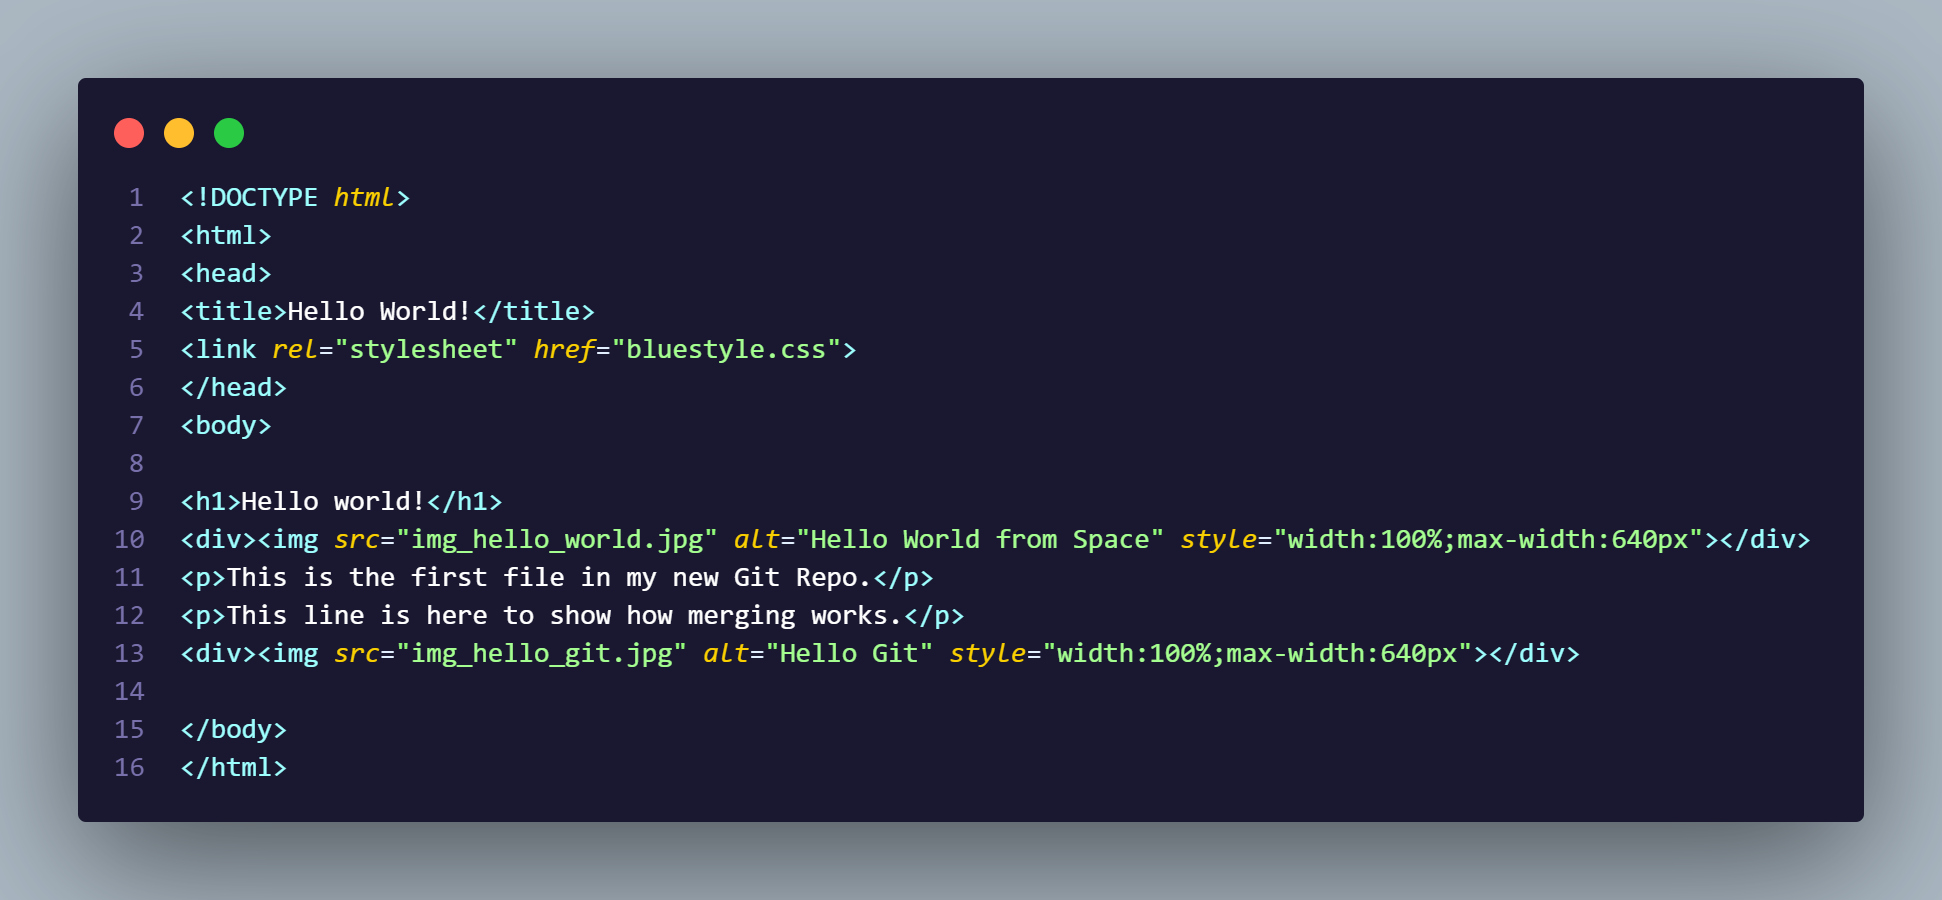 1 <!DOCTYPE html>
2 <html>
3 <head>
4 <title>Hello World!</title>
5 <link rel="stylesheet" href="bluestyle.css">
6 </head>
7 <body>
8
9 <h1>Hello world!</h1>
10 <div><img src="img_hello_world.jpg" alt="Hello World from Space" style="width:100%;max-width:640px"></div>
11 <p>This is the first file in my new Git Repo.</p>
12 <p>This line is here to show how merging works.</p>
13 <div><img src="img_hello_git.jpg" alt="Hello Git" style="width:100%;max-width:640px"></div>
14
15 </body>
16 </html>